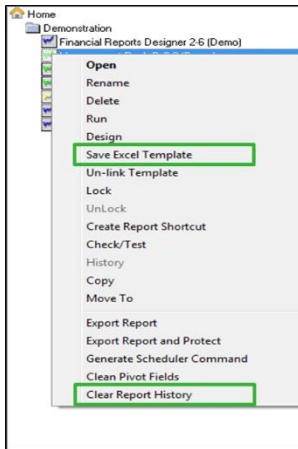 Home
Demonstration
Financial Reports Designer 2-6 (Demo)
Open
Rename
Delete
Run
Design
Save Excel Template
Un-link Template
Lock
UnLock
Create Report Shortcut
Check/Test
History
Copy
Move To
Export Report
Export Report and Protect
Generate Scheduler Command
Clean Pivot Fields
Clear Report History